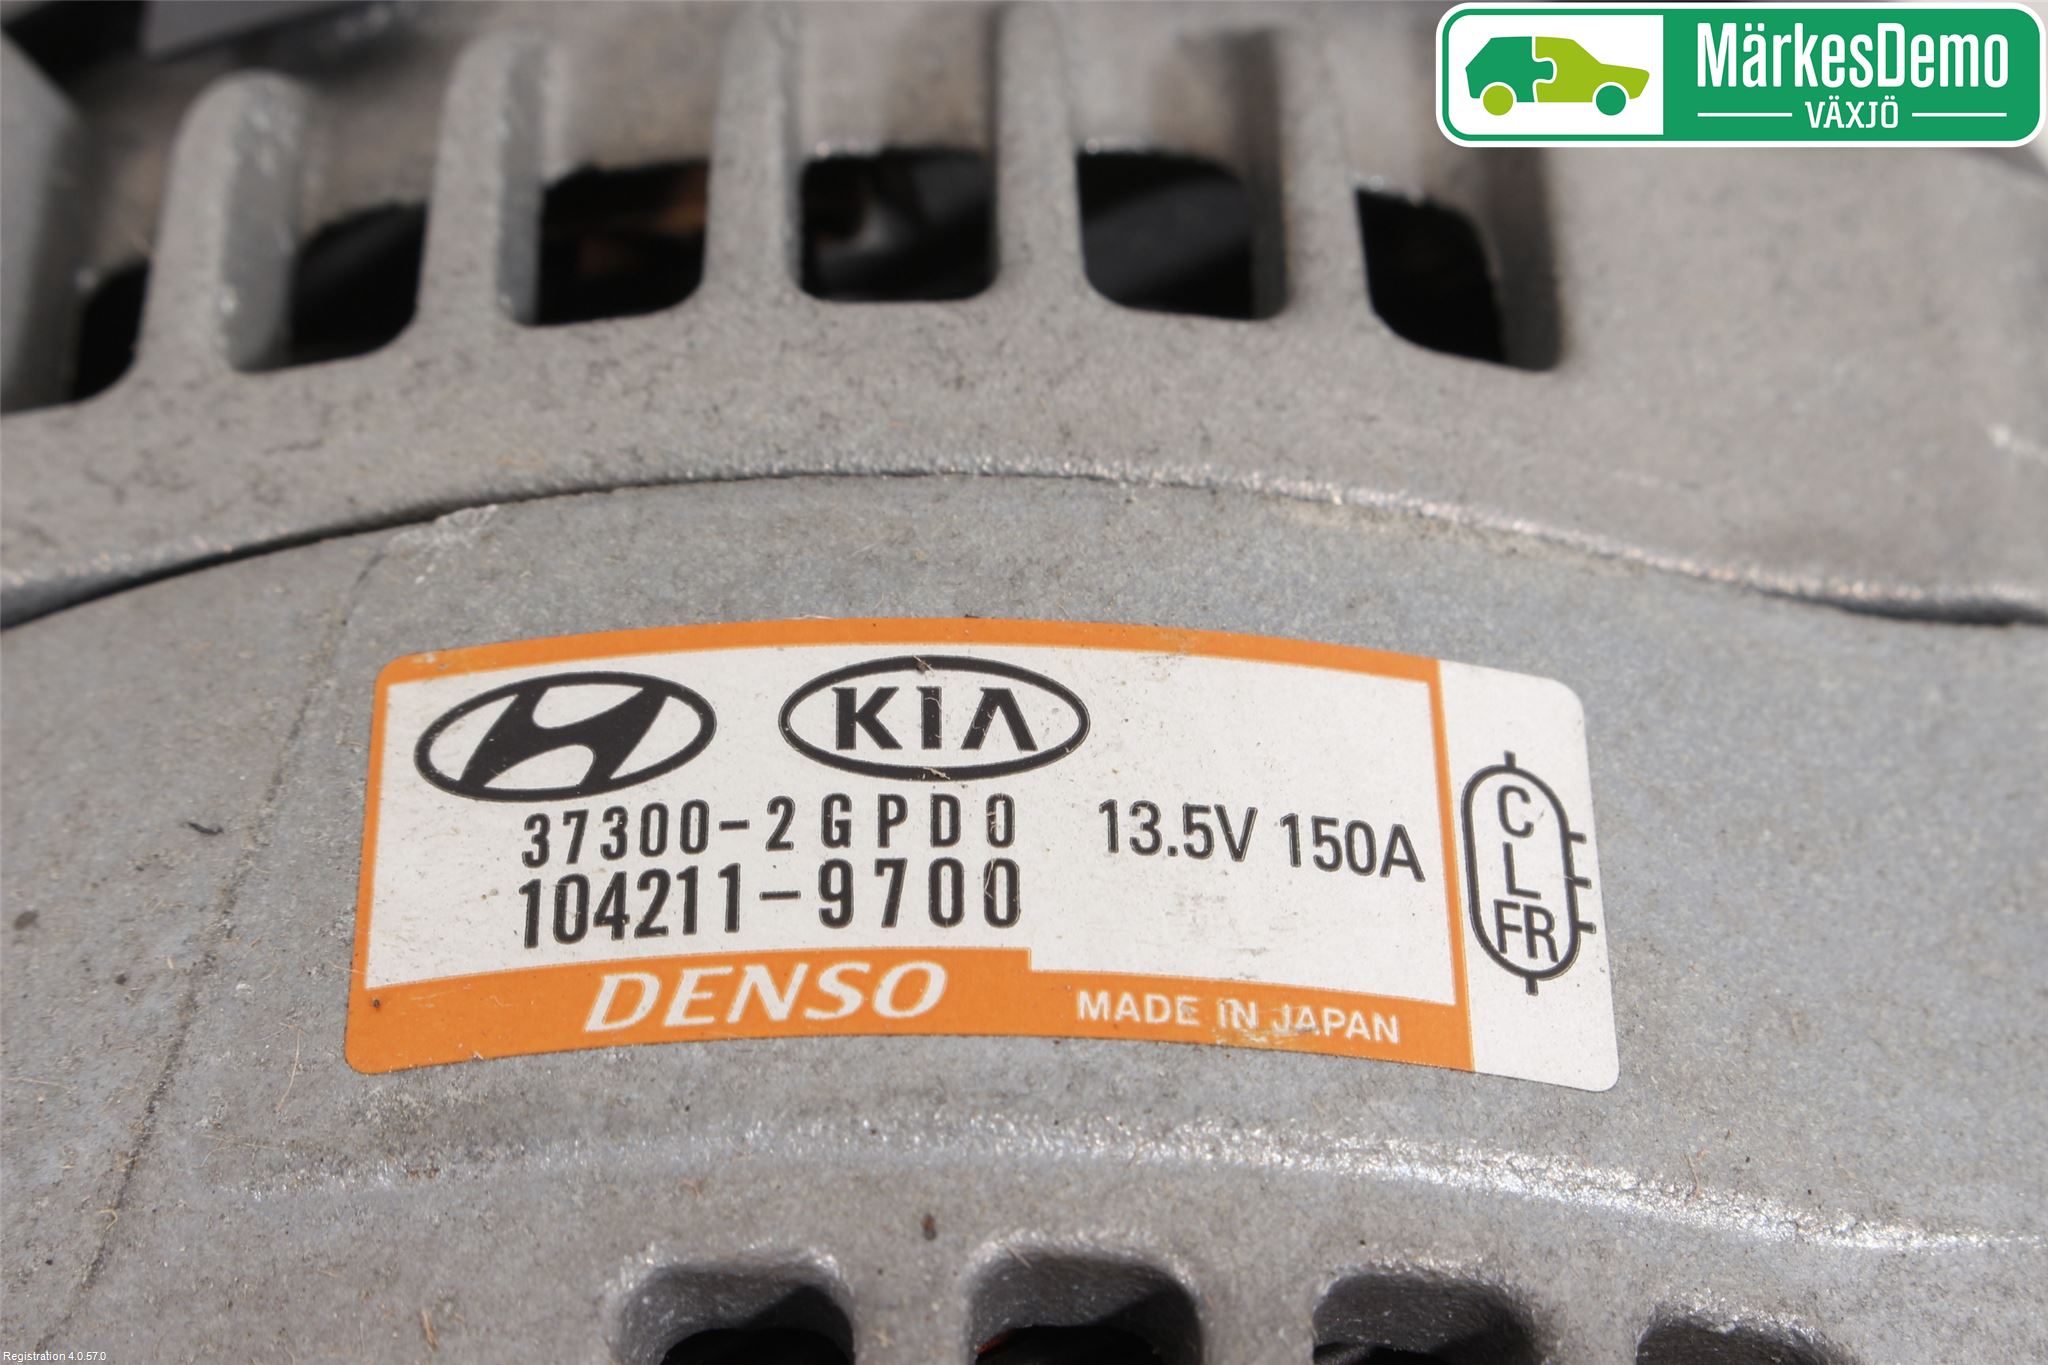 MärkesDemo
VÄXJÖ
KIA
37300-2GPD0
13.5V 150A
104211-9700
DENSO
MADE IN JAPAN
C
L
FR
Registration 4.0.57.0